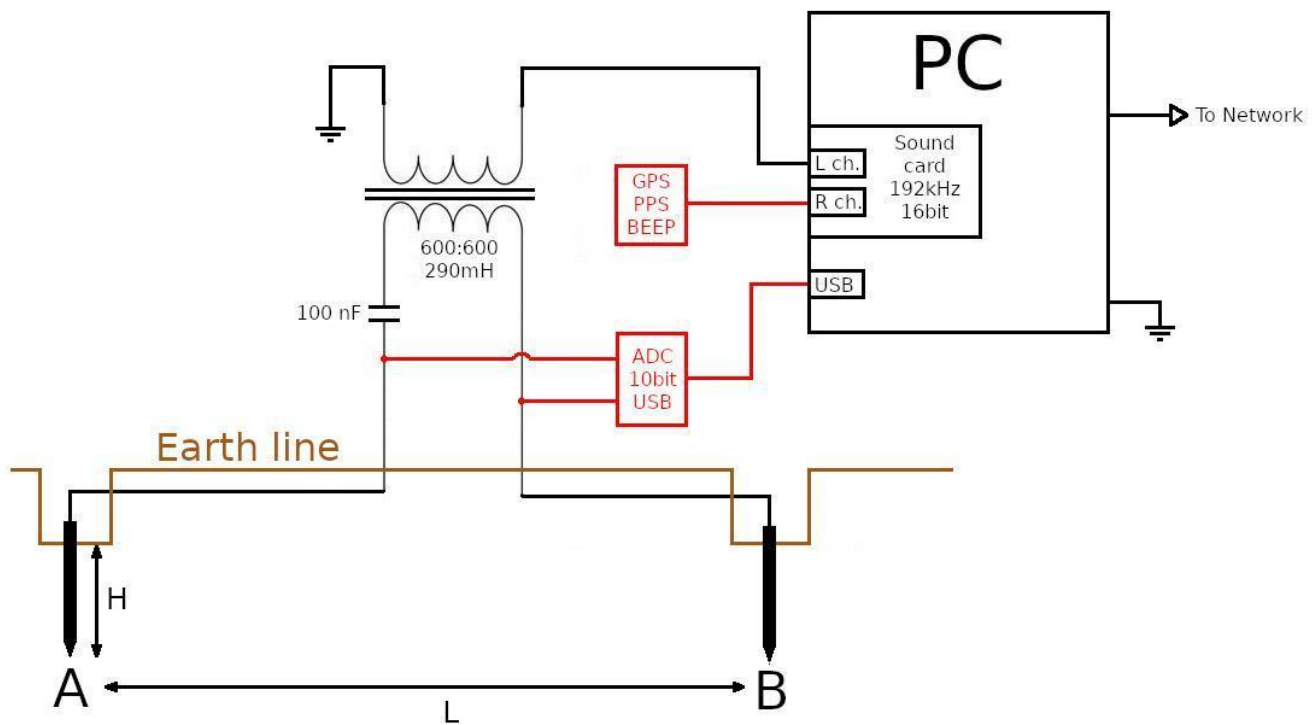 PC
To Network
Sound
card
192kHz
16bit
L ch.
R ch.
GPS
PPS
BEEP
USB
600:600
290mH
100 nF
ADC
10bit
USB
Earth line
H
A
B
L